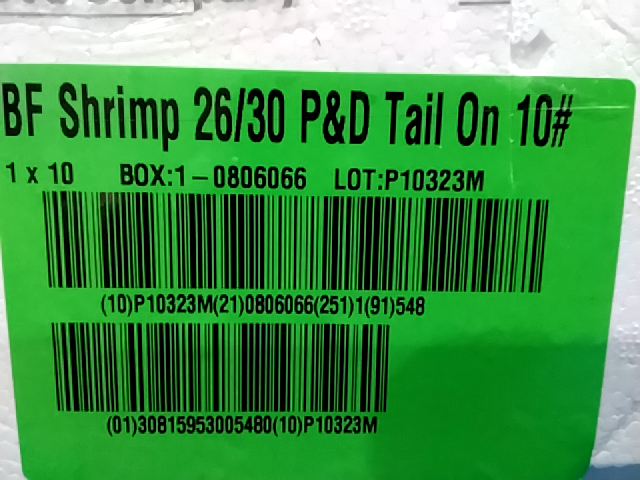 BF Shrimp 26/30 P&D Tail On 10#
1 x 10 BOX:1-0806066 LOT:P10323M
(10)P10323M(21)0806066(251)1(91)548
(01)30815953005480(10)P10323M